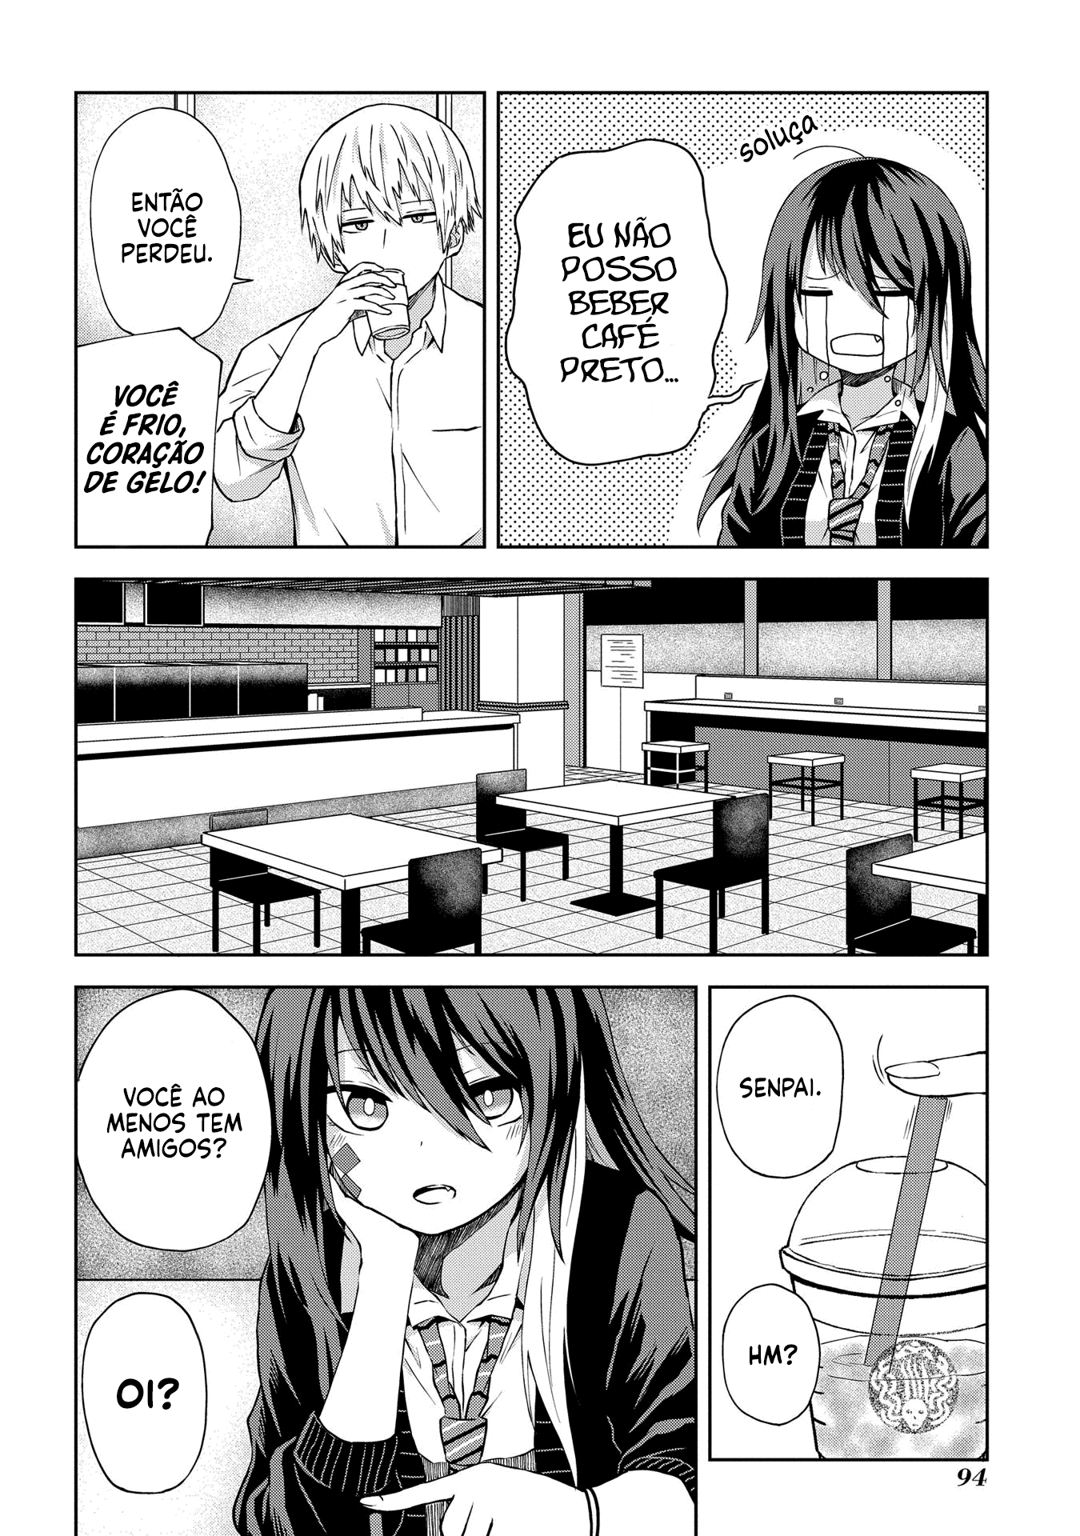 soluça
EU NÃO
POSSO
BEBER
CAFÉ
PRETO...
ENTÃO
VOCÊ
PERDEU.
VOCÊ
É FRIO,
CORAÇÃO
DE GELO!
SENPAI.
HM?
VOCÊ AO
MENOS TEM
AMIGOS?
OI?
94